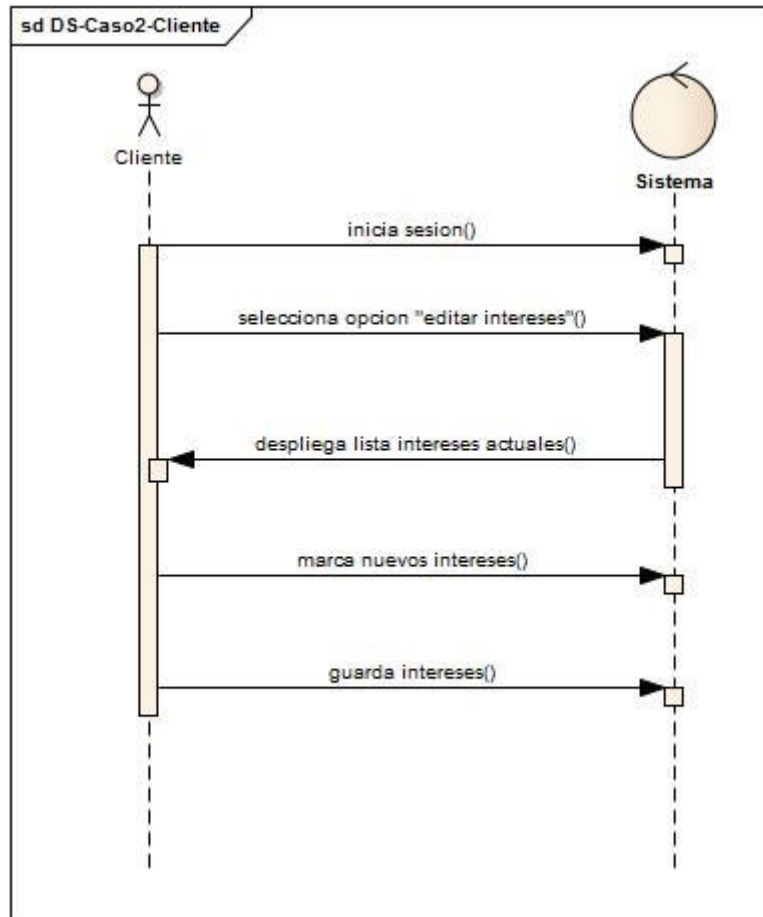 sd DS-Caso2-Cliente
Cliente
Sistema
inicia sesion()
selecciona opcion "editar intereses"()
despliega lista intereses actuales()
marca nuevos intereses()
guarda intereses()